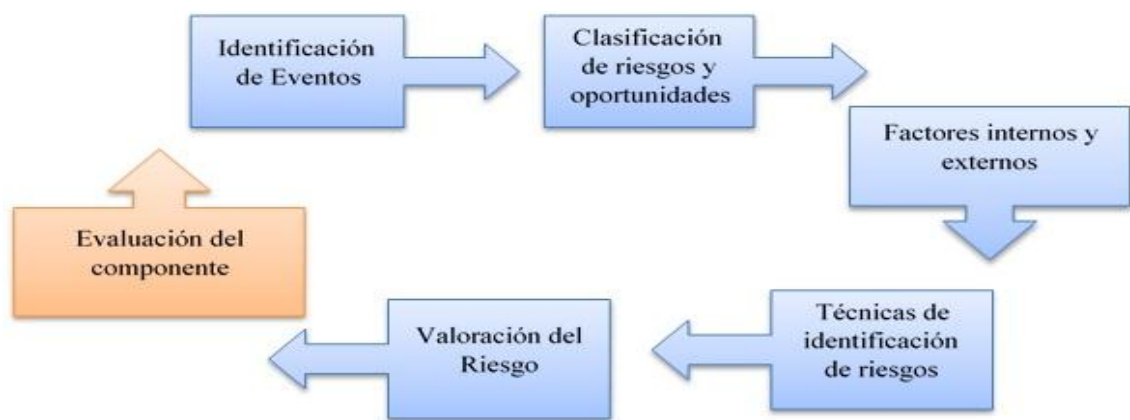 Identificación
de Eventos
Clasificación
de riesgos y
oportunidades
Factores internos y
externos
Técnicas de
identificación
de riesgos
Valoración del
Riesgo
Evaluación del
componente